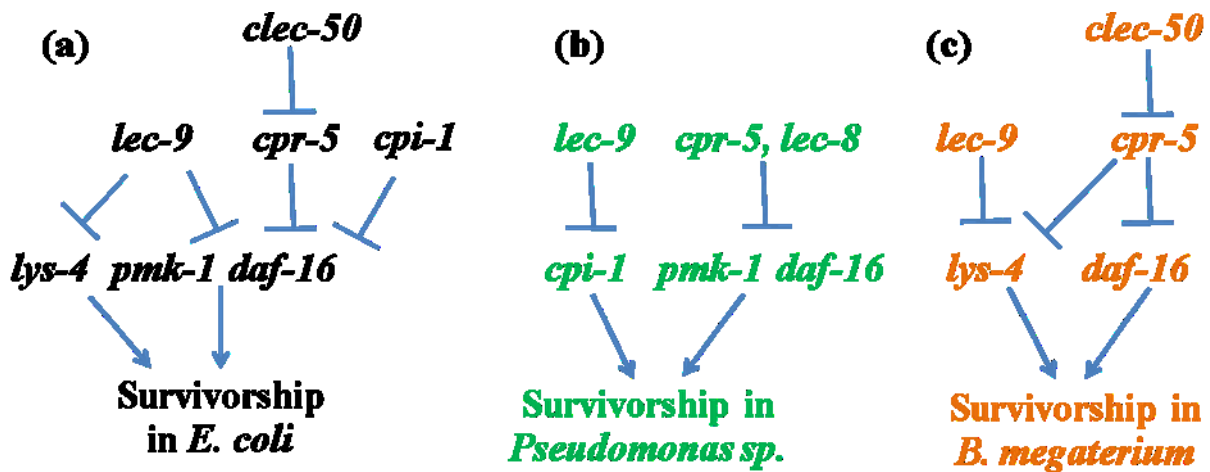 (a)
clec-50
lec-9 cpr-5 cpi-1
lys-4 pmk-1 daf-16
Survivorship
in E. coli
(b)
lec-9 cpr-5, lec-8
cpi-1 pmk-1 daf-16
Survivorship in
Pseudomonas sp.
(c)
clec-50
lec-9 cpr-5
lys-4 daf-16
Survivorship in
B. megaterium